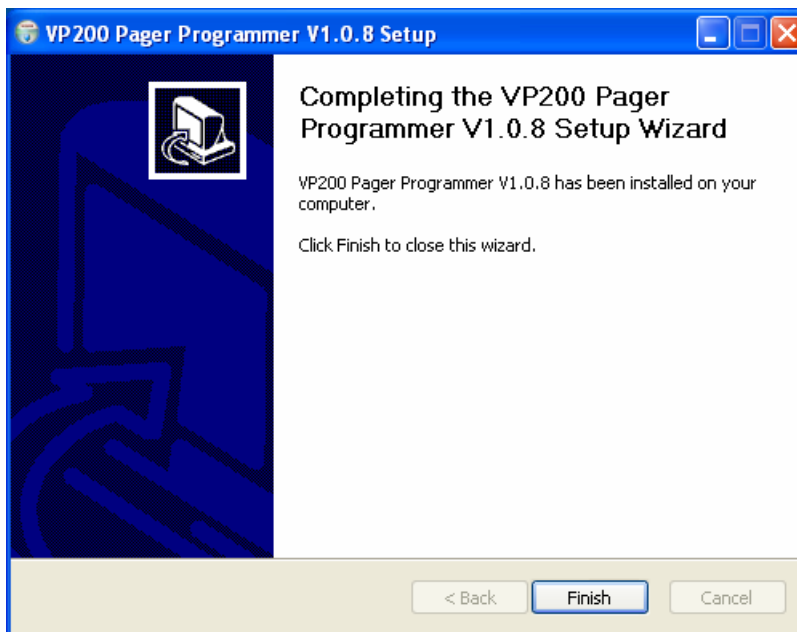 VP200 Pager Programmer V1.0.8 Setup
Completing the VP200 Pager
Programmer V1.0.8 Setup Wizard
VP200 Pager Programmer V1.0.8 has been installed on your
computer.
Click Finish to close this wizard.
< Back
Finish
Cancel